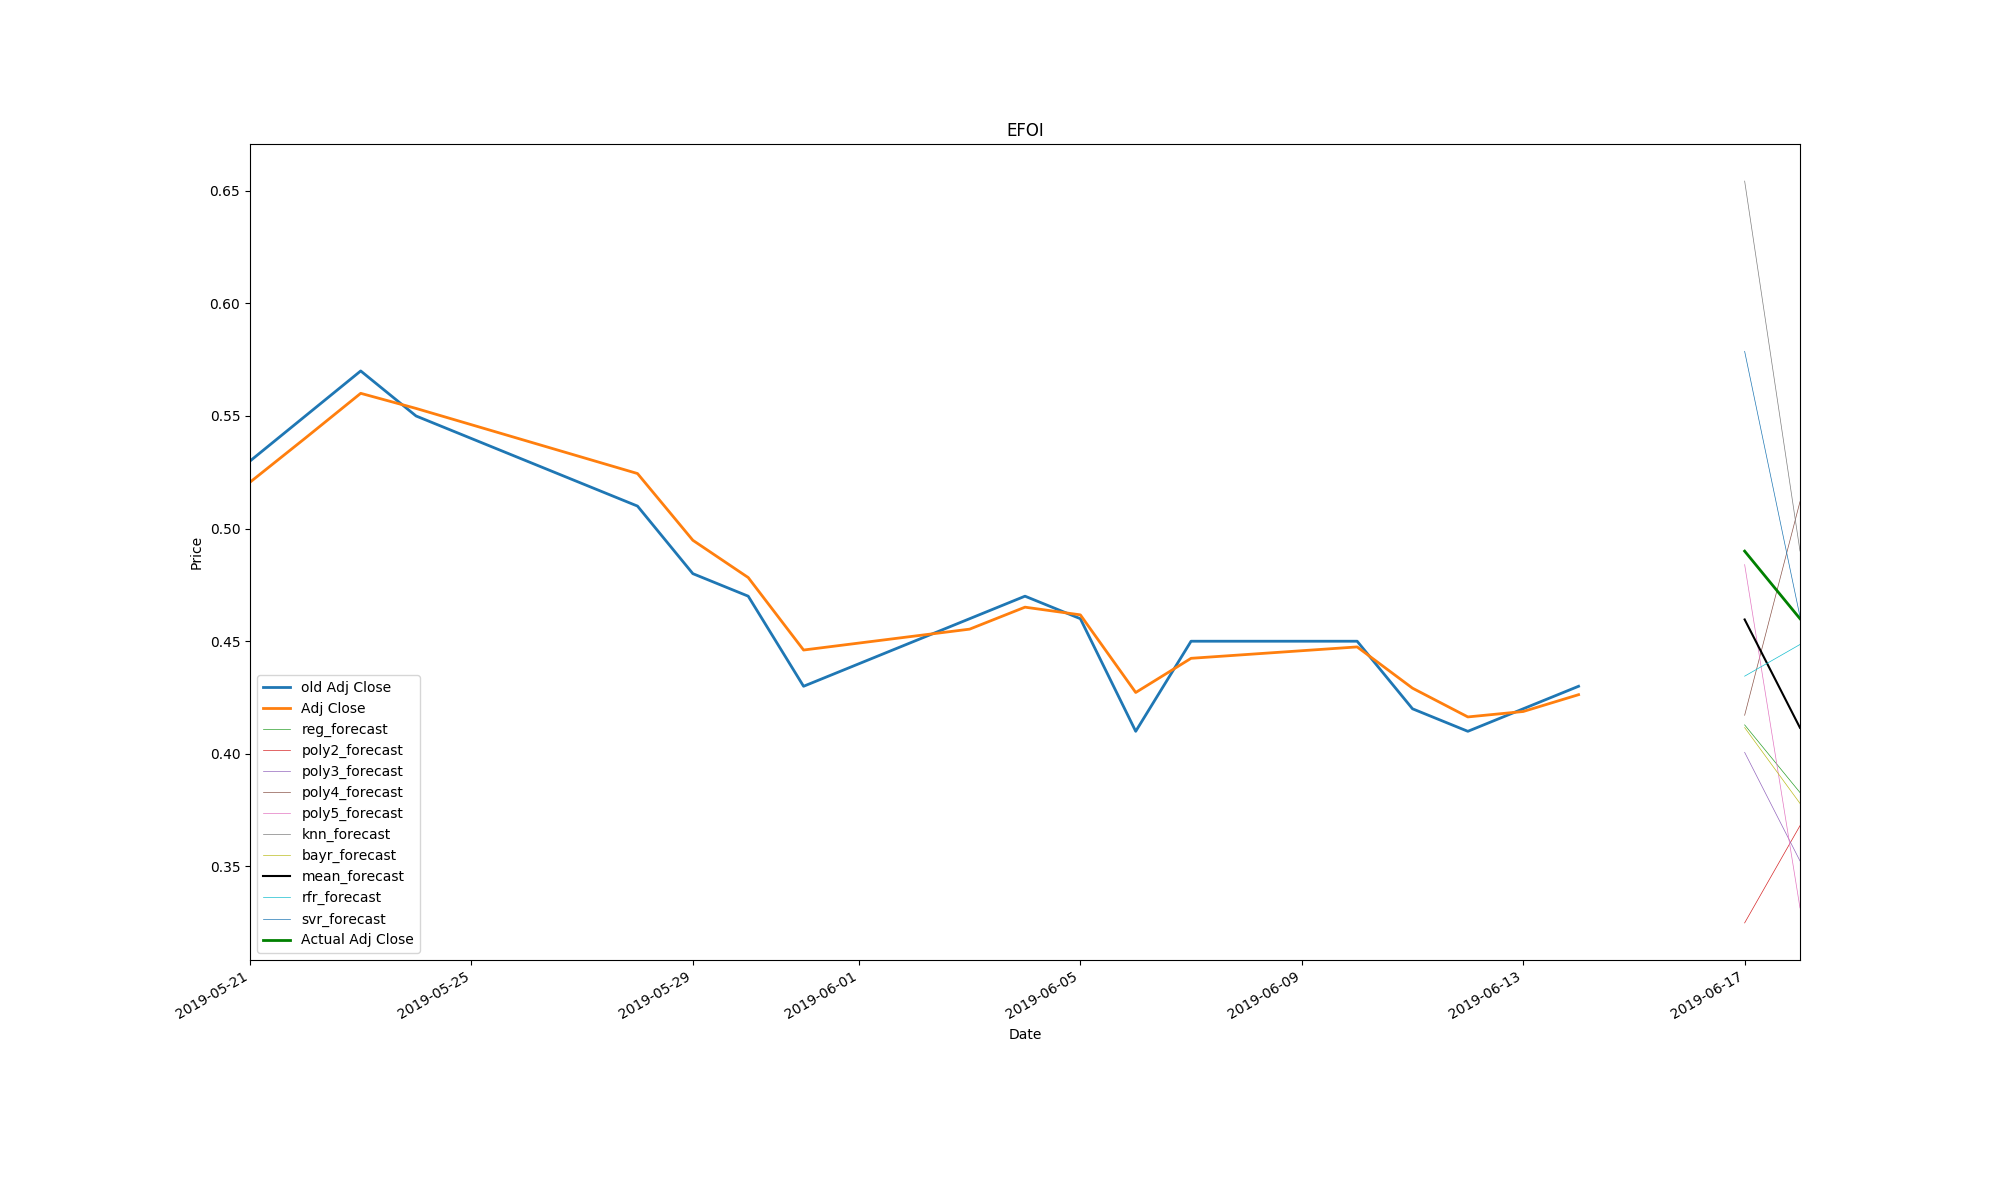 EFOI
0.65
0.60
0.55
0.50
0.45
0.40
0.35
Price
old Adj Close
Adj Close
reg_forecast
poly2_forecast
poly3_forecast
poly4_forecast
poly5_forecast
knn_forecast
bayr_forecast
mean_forecast
rfr_forecast
svr_forecast
Actual Adj Close
2019-05-21
2019-05-25
2019-05-29
2019-06-01
2019-06-05
2019-06-09
2019-06-13
2019-06-17
Date